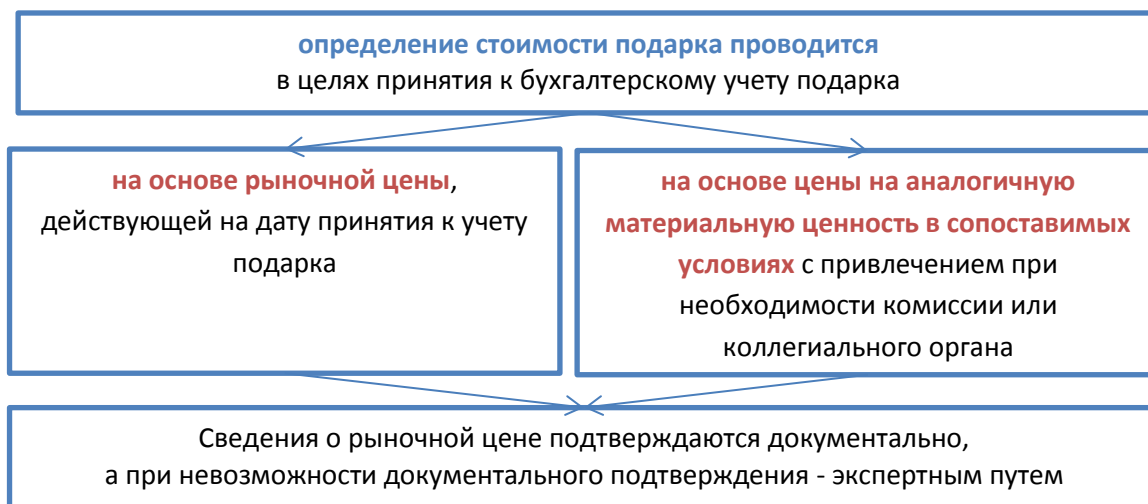 определение стоимости подарка проводится
в целях принятия к бухгалтерскому учету подарка
на основе рыночной цены,
действующей на дату принятия к учету
подарка
на основе цены на аналогичную
материальную ценность в сопоставимых
условиях с привлечением при
необходимости комиссии или
коллегиального органа
Сведения о рыночной цене подтверждаются документально,
а при невозможности документального подтверждения - экспертным путем